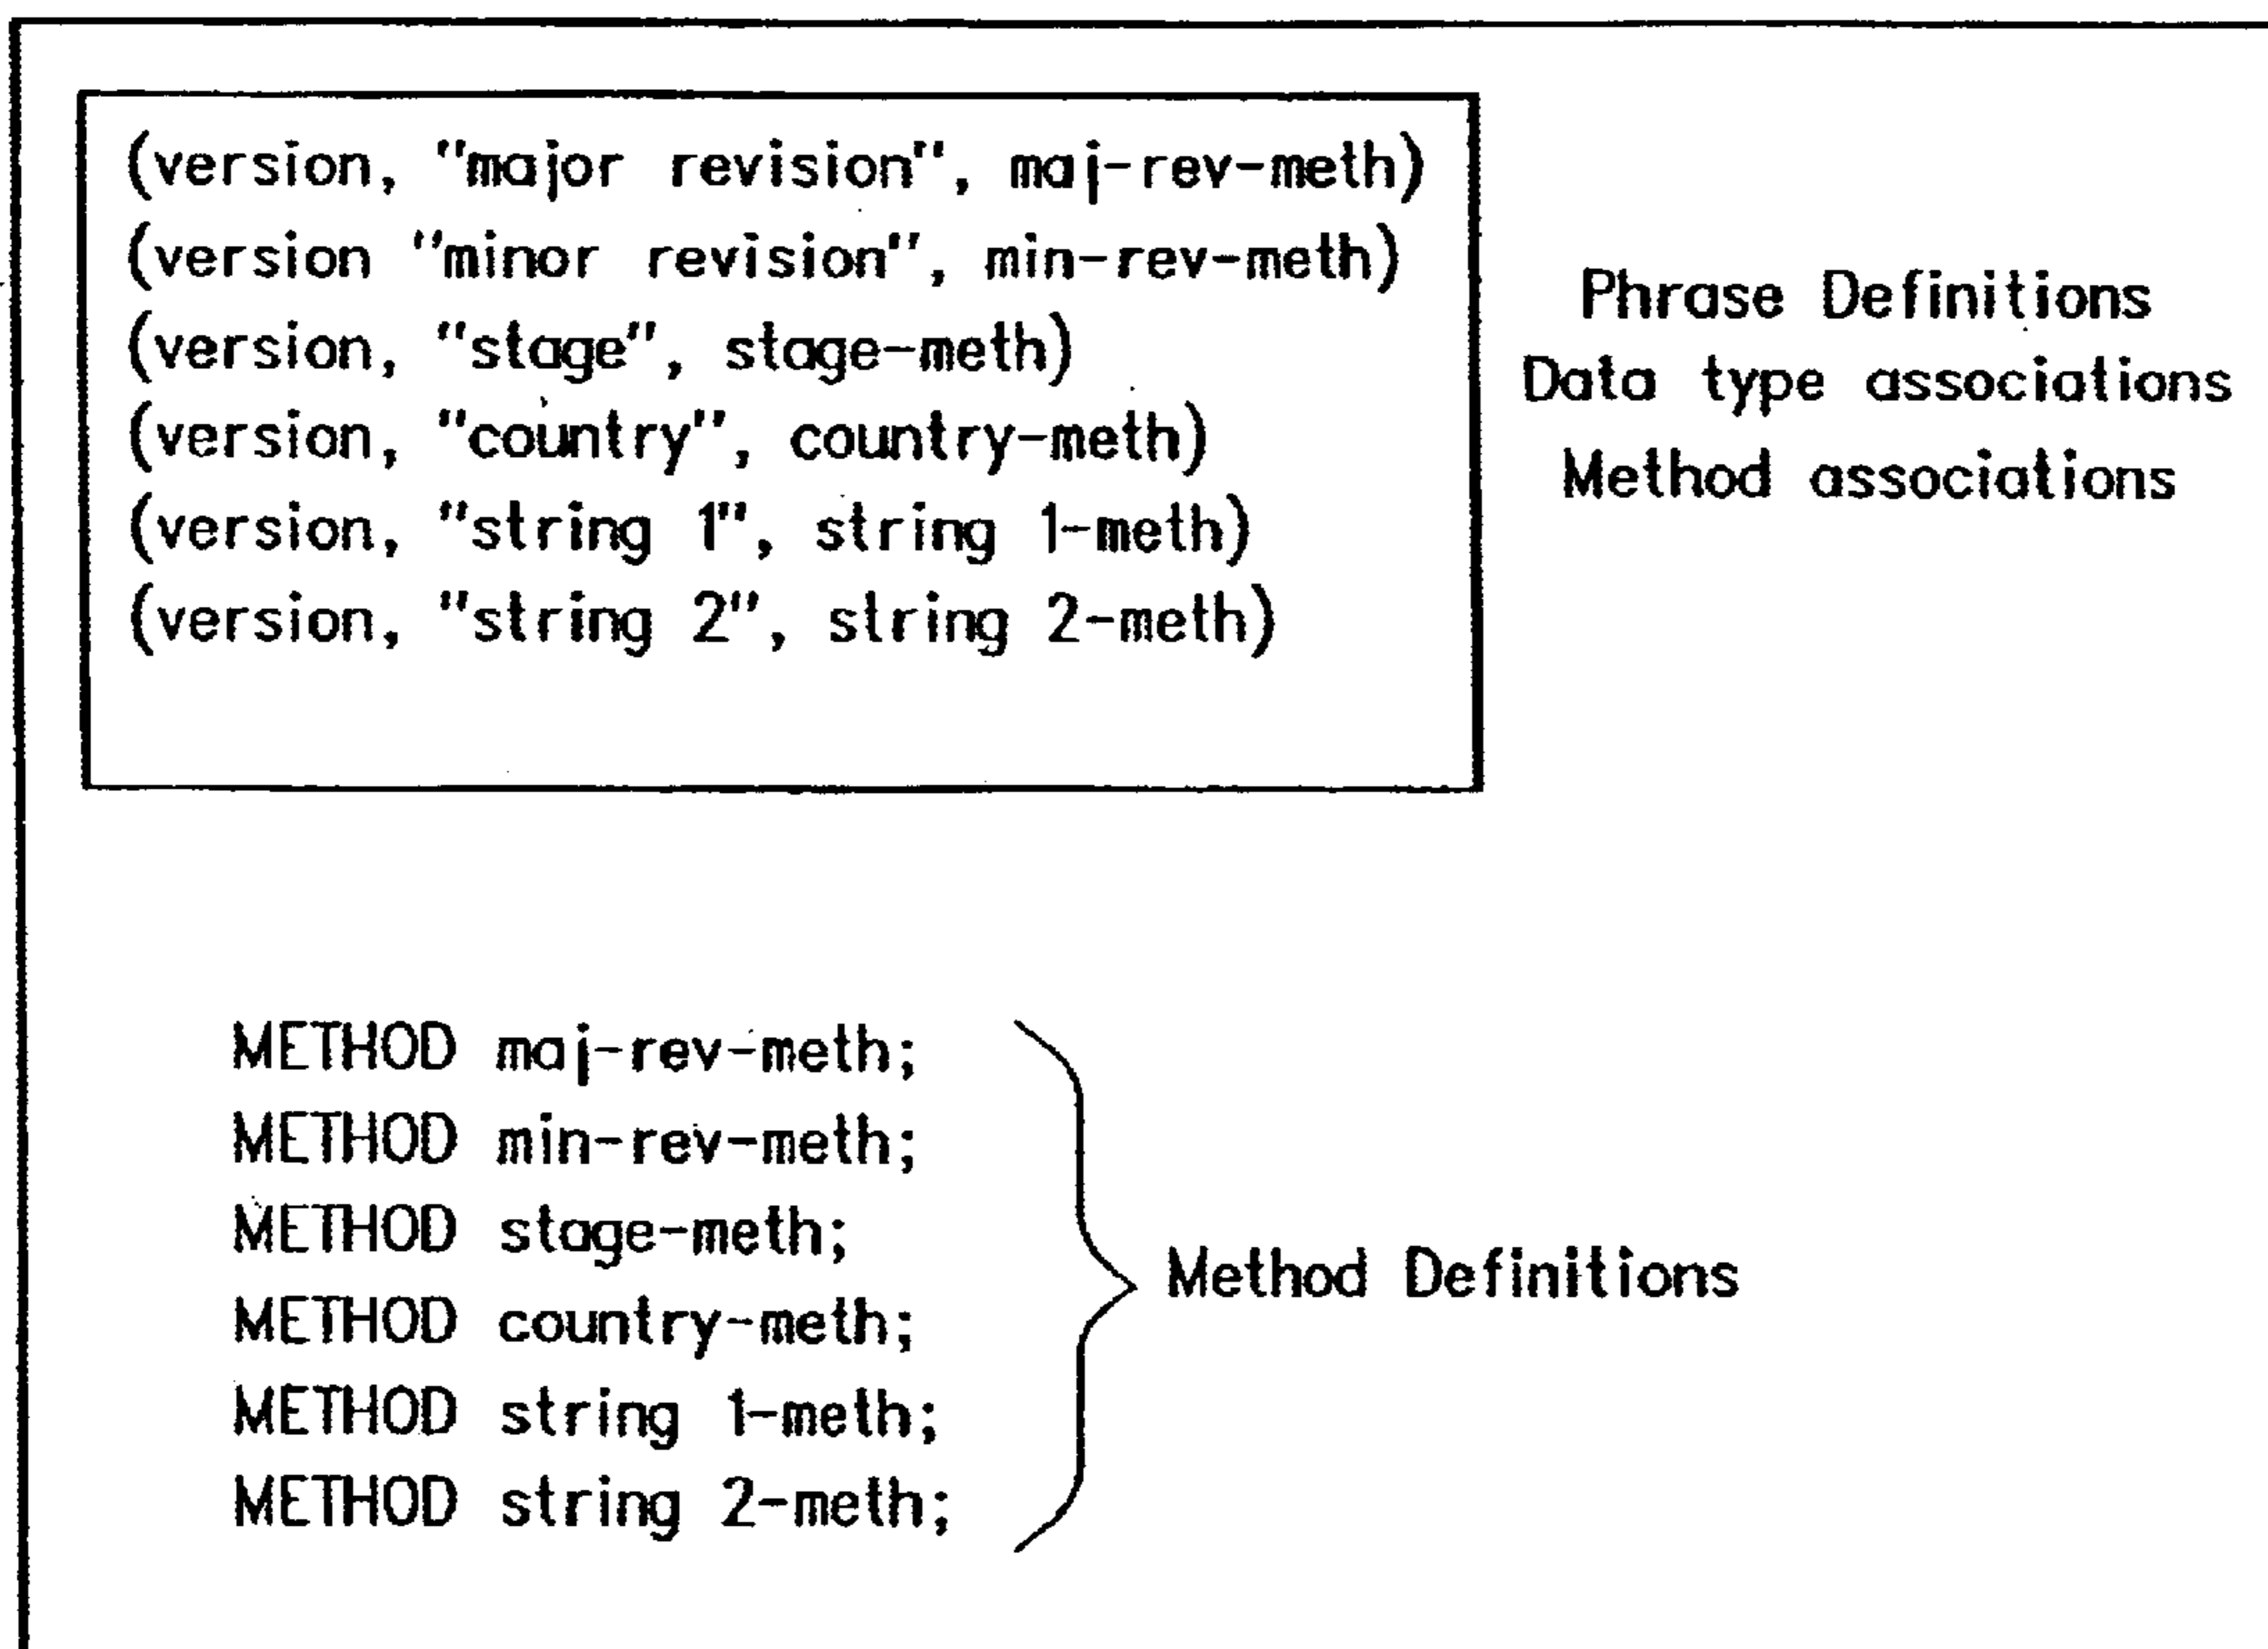 (version, "major revision", maj-rev-meth)
(version "minor revision", min-rev-meth)
(version, "stage", stage-meth)
(version, "country", country-meth)
(version, "string 1", string 1-meth)
(version, "string 2", string 2-meth)
Phrase Definitions
Data type associations
Method associations
METHOD maj-rev-meth;
METHOD min-rev-meth;
METHOD stage-meth;
METHOD country-meth;
METHOD string 1-meth;
METHOD string 2-meth;
Method Definitions